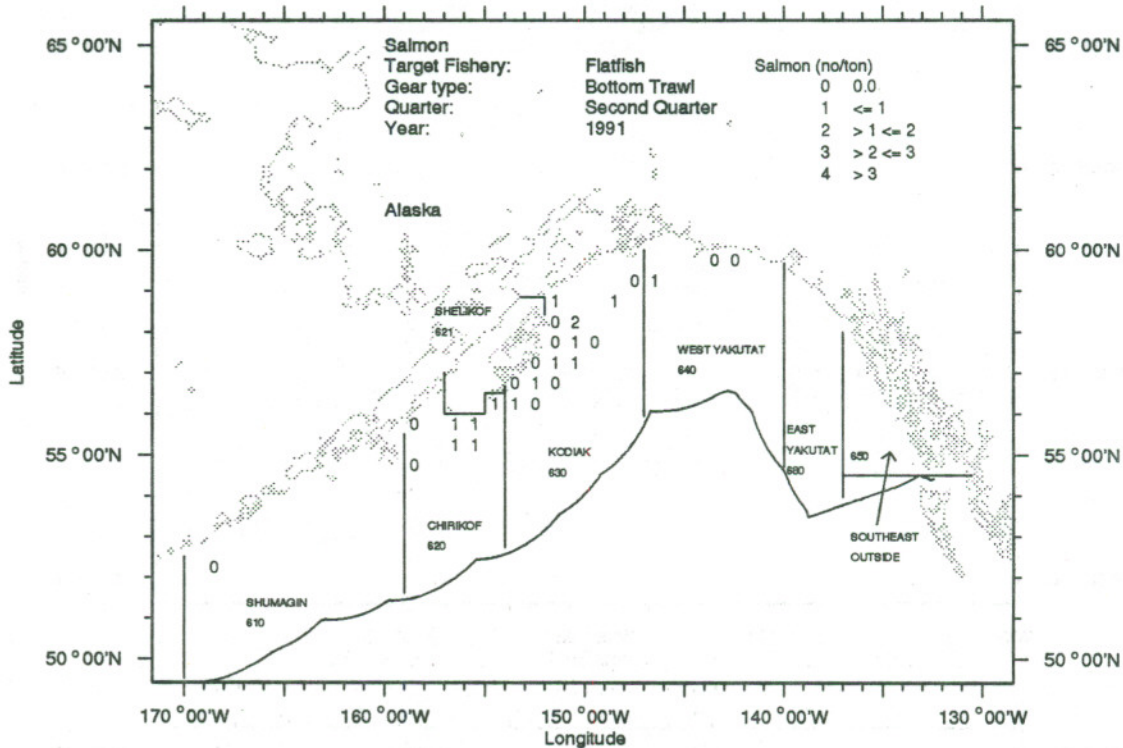 65°00'N 65°00'N
Salmon
Target Fishery: Flatfish Salmon (no/ton)
Gear type: Bottom Trawl 0 0.0
Quarter: Second Quarter 1 <= 1
Year: 1991 2 > 1 <= 2
3 > 2 <= 3
4 > 3
Alaska
60°00'N 60°00'N
0 0
0 1
1 1
SHELIKOF
621
0 2
0 1 0
0 1 1
0 1 0
1 1 0
WEST YAKUTAT
640
0
1 1
1 1
0
Latitude
55°00'N 55°00'N
KODIAK
630
EAST
YAKUTAT
680
650
CHIRIKOF
620
SOUTHEAST
OUTSIDE
0
SHUMAGIN
610
50°00'N 50°00'N
170°00'W 160°00'W 150°00'W 140°00'W 130°00'W
Longitude